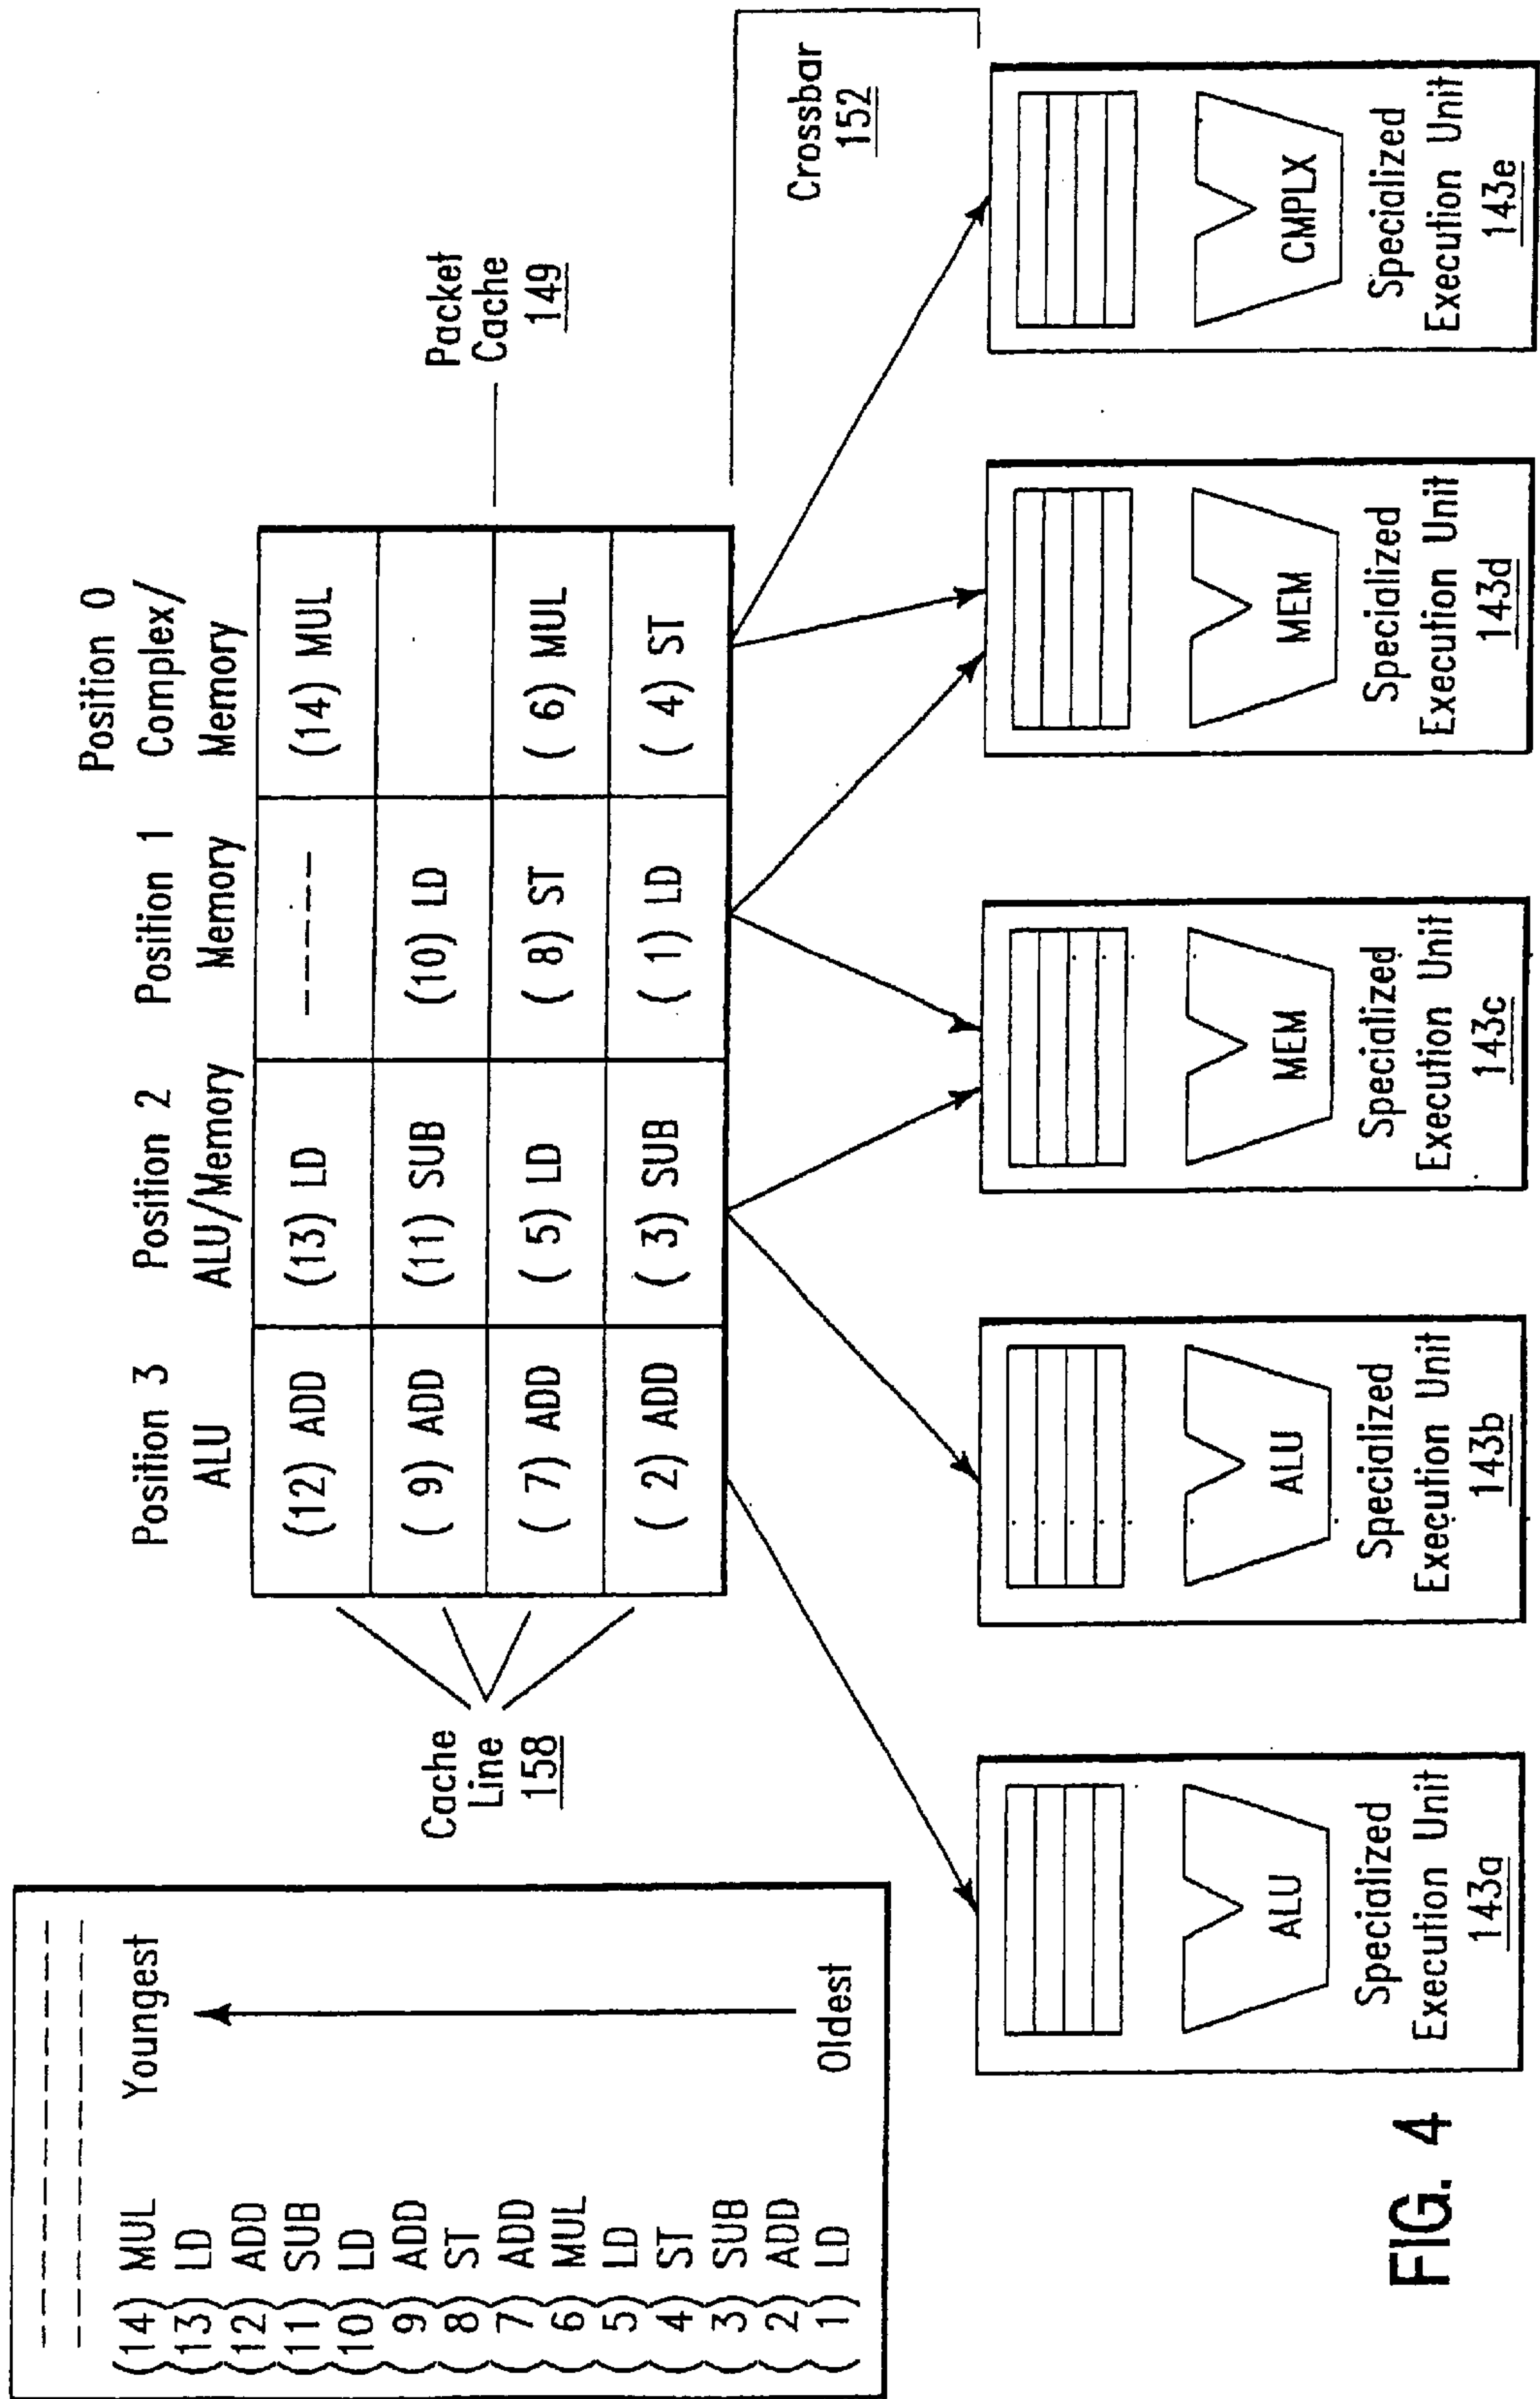 (14) MUL
(13) LD
(12) ADD
(11) SUB
(10) LD
( 9) ADD
( 8) ST
( 7) ADD
( 6) MUL
( 5) LD
( 4) ST
( 3) SUB
( 2) ADD
( 1) LD
Youngest
Oldest
Position 3
ALU
Position 2
ALU/Memory
Position 1
Memory
Position 0
Complex/
Memory
(12) ADD
(13) LD
-----
(14) MUL
( 9) ADD
(11) SUB
(10) LD
( 7) ADD
( 5) LD
( 8) ST
( 6) MUL
( 2) ADD
( 3) SUB
( 1) LD
( 4) ST
Cache
Line
158
Packet
Cache
149
Crossbar
152
ALU
Specialized
Execution Unit
143a
ALU
Specialized
Execution Unit
143b
MEM
Specialized
Execution Unit
143c
MEM
Specialized
Execution Unit
143d
CMPLX
Specialized
Execution Unit
143e
FIG. 4